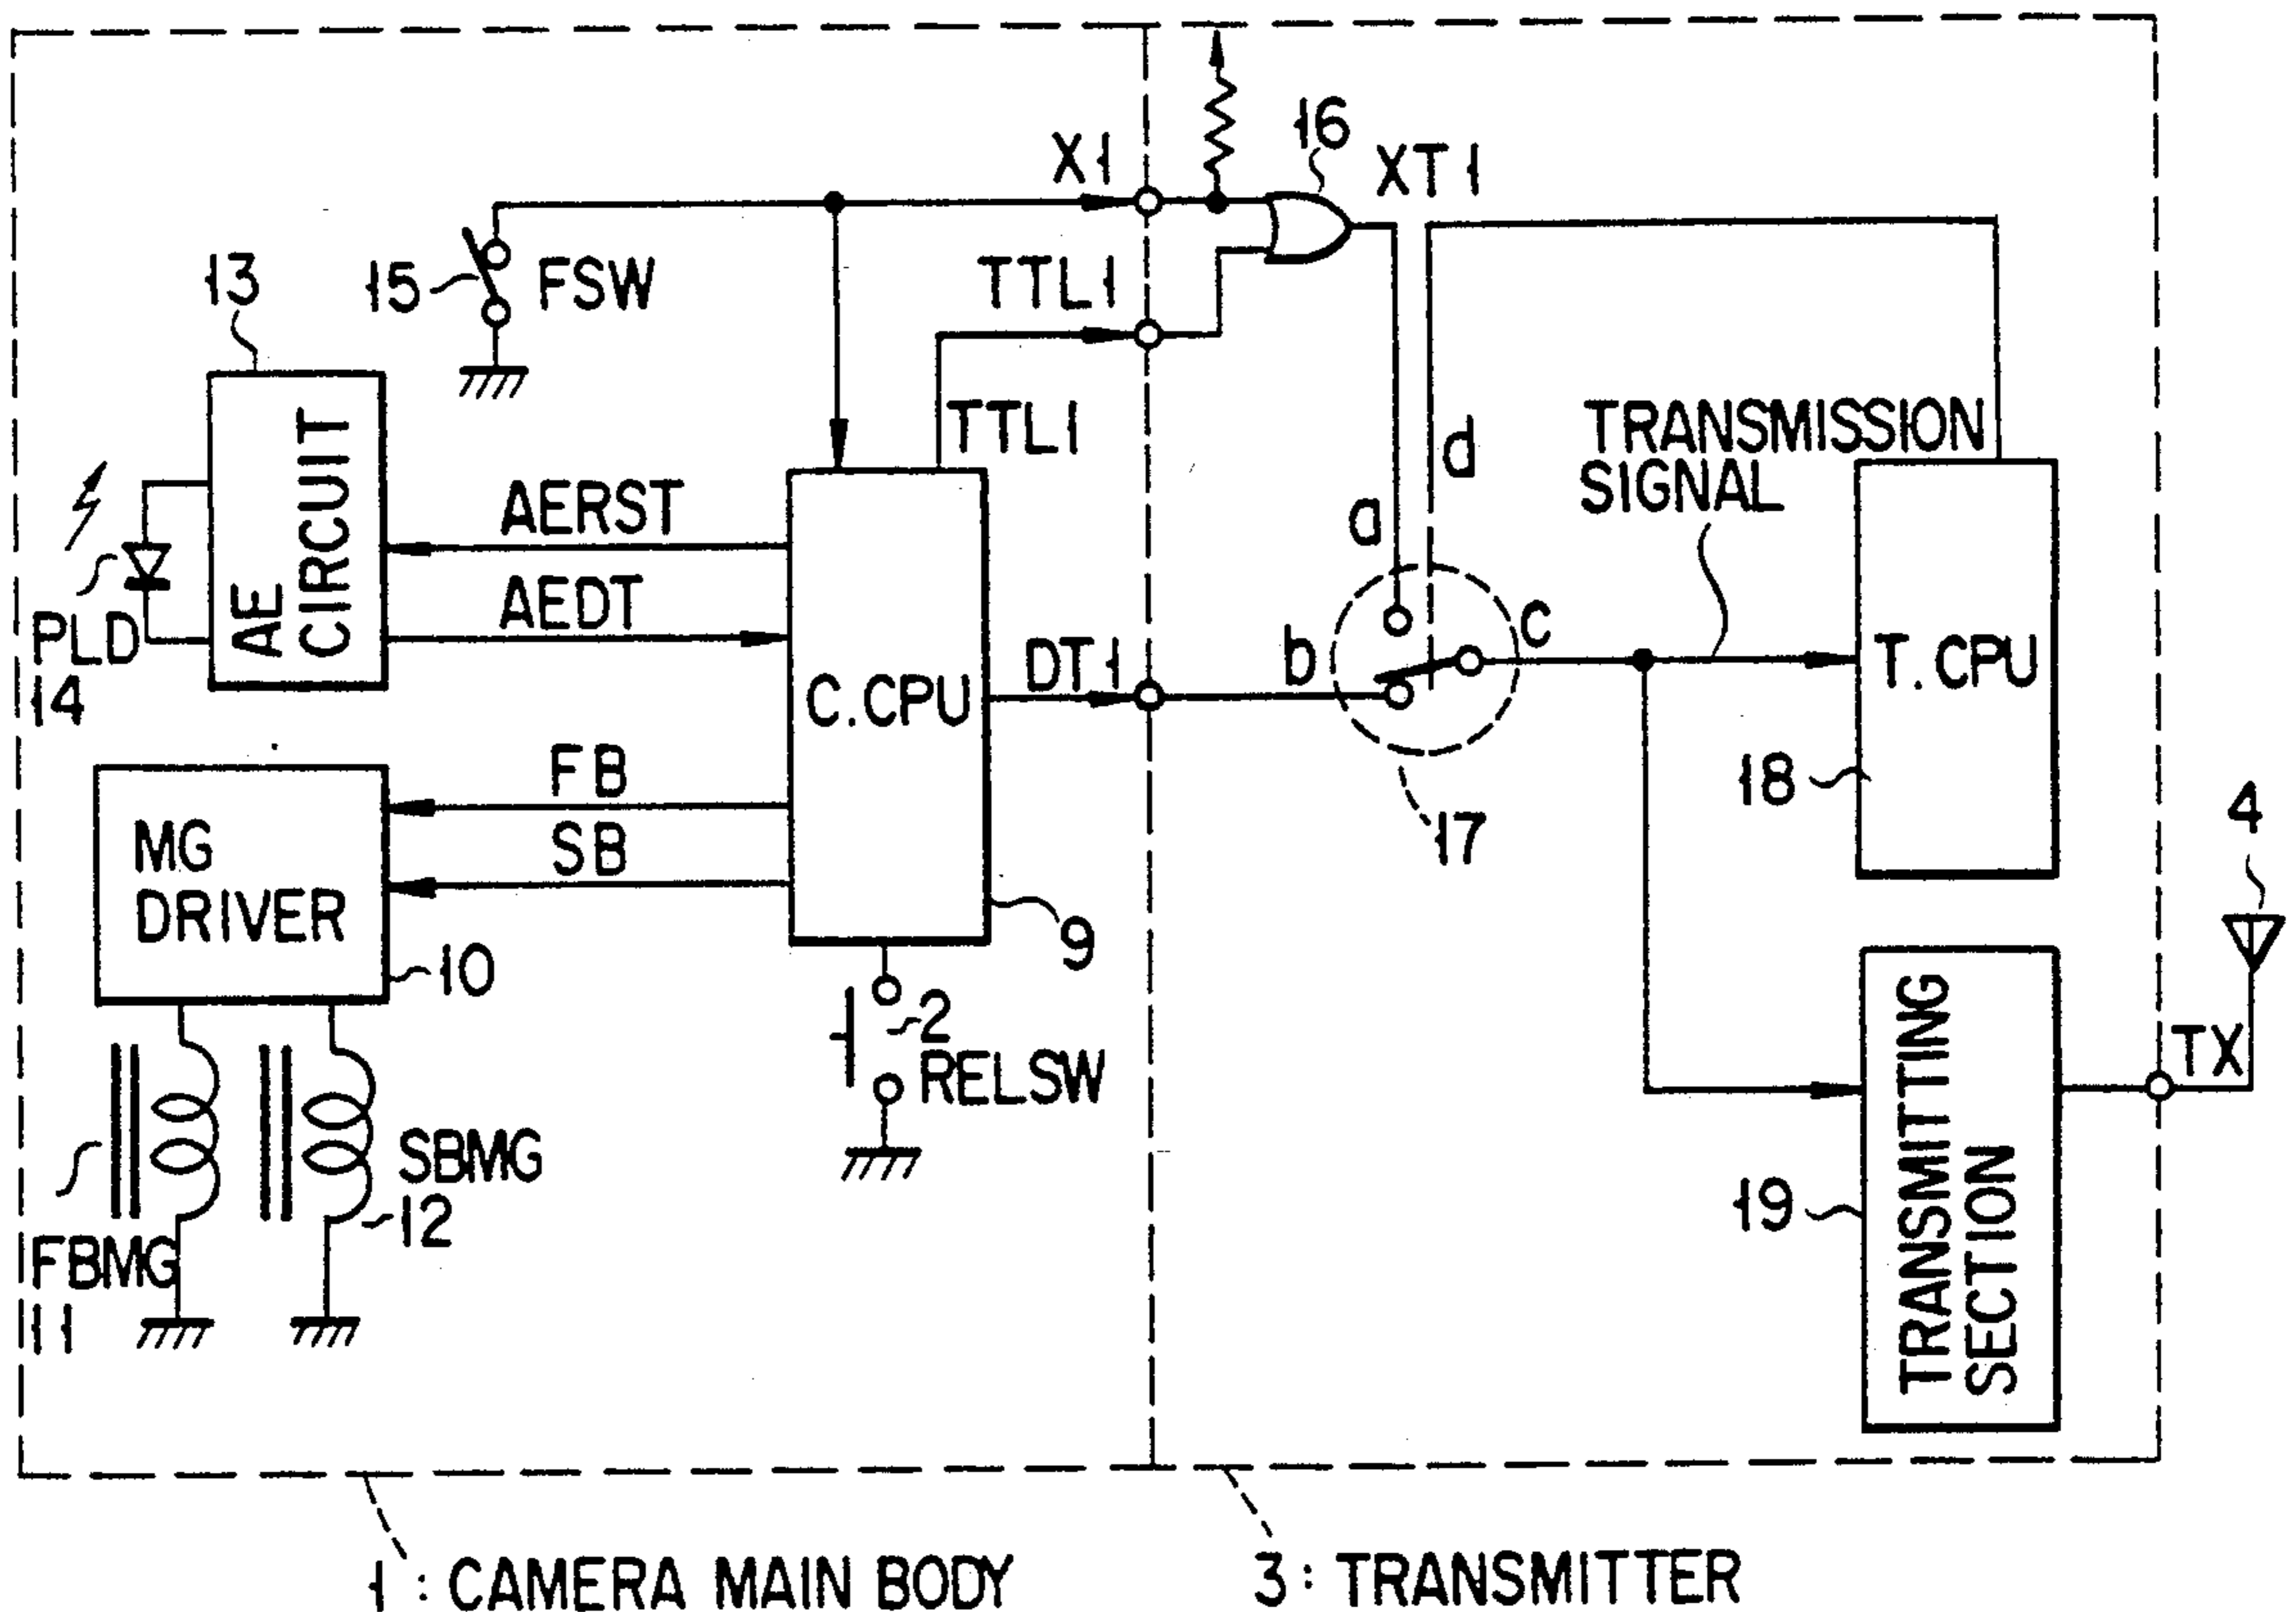 16
X1
XT1
13
15
FSW
TTL1
TTL1
AE
CIRCUIT
AERST
AEDT
PLD
14
C.CPU
DT1
a
d
b
c
TRANSMISSION
SIGNAL
T.CPU
18
17
4
FB
SB
MG
DRIVER
10
9
2
RELSW
TX
TRANSMITTING
SECTION
19
SBMG
12
FBMG
11
1 : CAMERA MAIN BODY
3 : TRANSMITTER